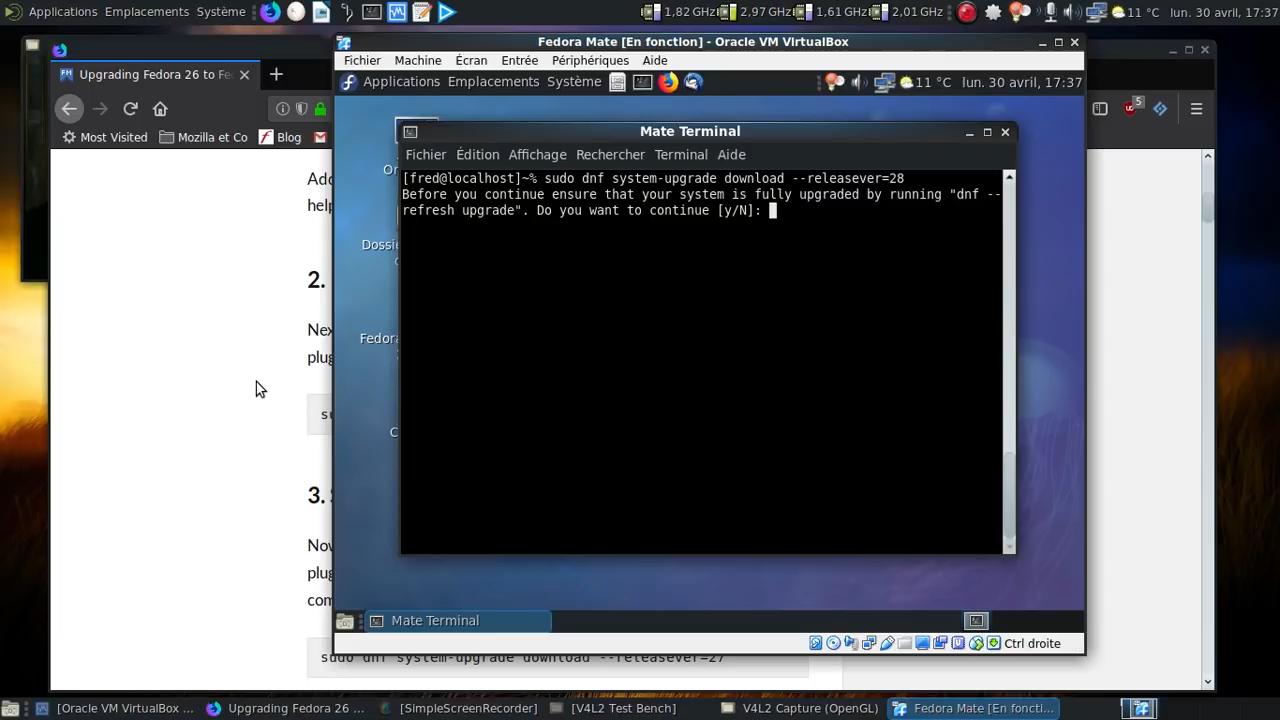 Applications Emplacements Système 1,82 GHz 2,97 GHz 1,61 GHz 2,01 GHz 11 °C lun. 30 avril, 17:37
Fedora Mate [En fonction] - Oracle VM VirtualBox
Upgrading Fedora 26 to Fe
Fichier Machine Écran Entrée Périphériques Aide
Applications Emplacements Système 11 °C lun. 30 avril, 17:37
5
Most Visited Mozilla et Co Blog
Mate Terminal
Fichier Édition Affichage Rechercher Terminal Aide
[fred@localhost]~% sudo dnf system-upgrade download --releasever=28
Before you continue ensure that your system is fully upgraded by running "dnf --
refresh upgrade". Do you want to continue [y/N]:
help
Dossie
2.
Nex
Fedora
plug
su
C
3.
Nov
plug
com
Mate Terminal
Ctrl droite
sudo dnf system-upgrade download --releasever=27
[Oracle VM VirtualBox ... Upgrading Fedora 26 ... [SimpleScreenRecorder] [V4L2 Test Bench] V4L2 Capture (OpenGL) Fedora Mate [En foncti...